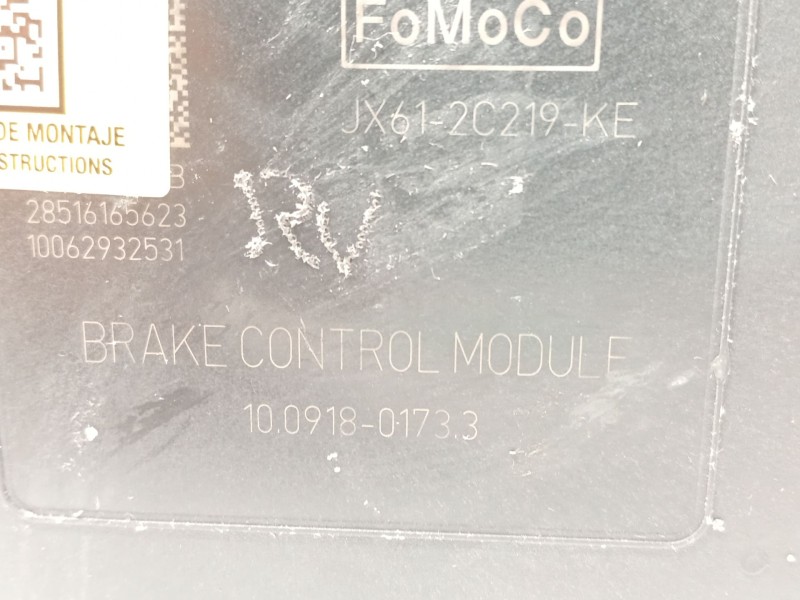 FoMoCo
JX61-2C219-KE
DE MONTAJE
STRUCTIONS
B
28516165623
10062932531
RV
BRAKE CONTROL MODULE
10.0918-0173.3